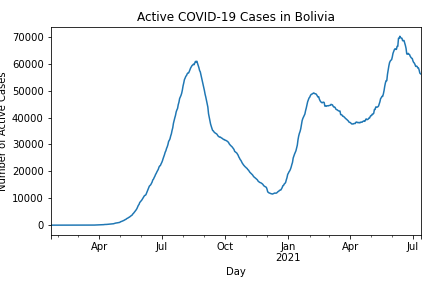 Active COVID-19 Cases in Bolivia
Number of Active Cases
70000
60000
50000
40000
30000
20000
10000
0
Apr Jul Oct Jan Apr Jul
2021
Day